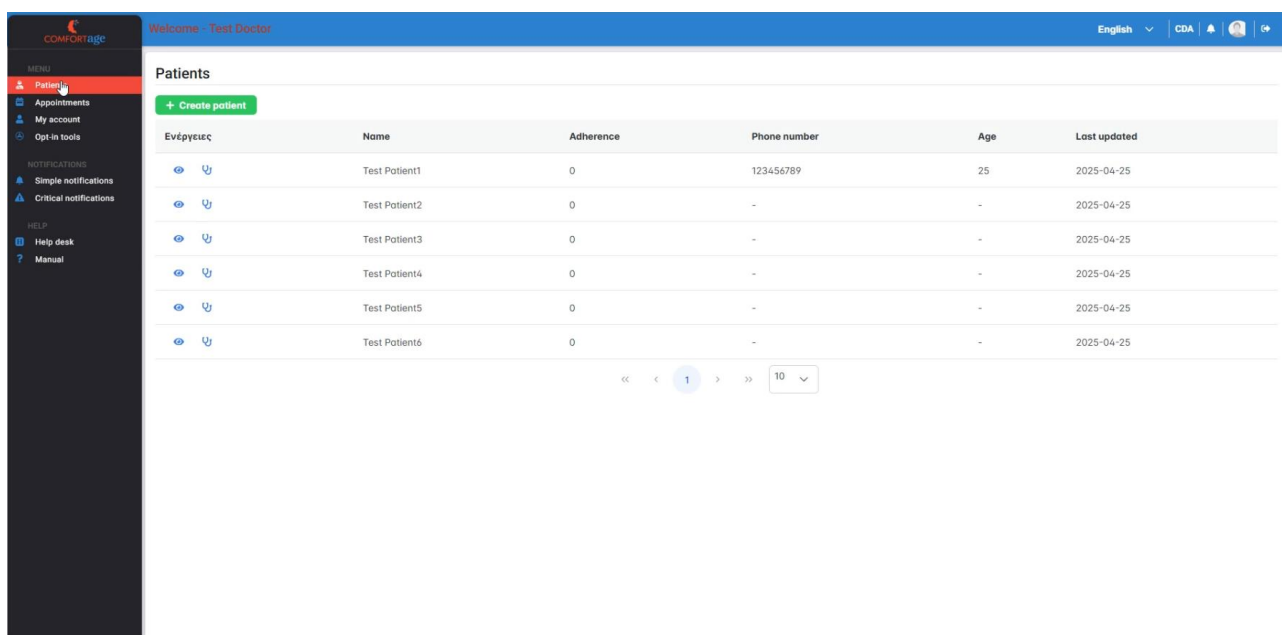 COMFORTage
Welcome - Test Doctor
English
CDA
MENU
Patients
Appointments
My account
Opt-in tools
NOTIFICATIONS
Simple notifications
Critical notifications
HELP
Help desk
? Manual
Patients
+ Create patient
Ενέργειες Name Adherence Phone number Age Last updated
Test Patient1 0 123456789 25 2025-04-25
Test Patient2 0 - - 2025-04-25
Test Patient3 0 - - 2025-04-25
Test Patient4 0 - - 2025-04-25
Test Patient5 0 - - 2025-04-25
Test Patient6 0 - - 2025-04-25
<< < 1 > >> 10